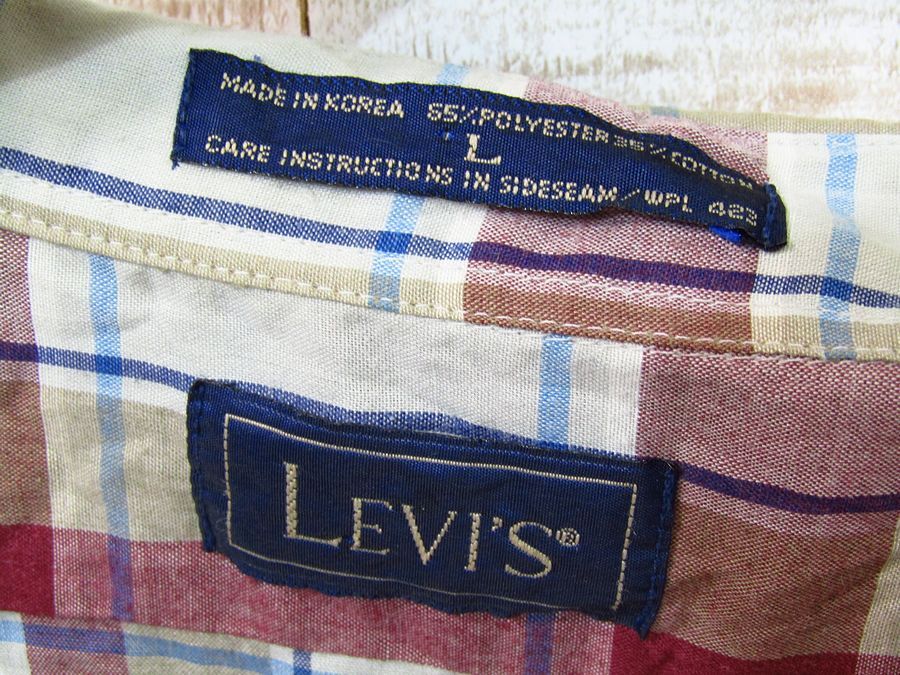 MADE IN KOREA 65%POLYESTER 35%COTTON
L
CARE INSTRUCTIONS IN SIDESEAM/WPL 423
LEVI'S®